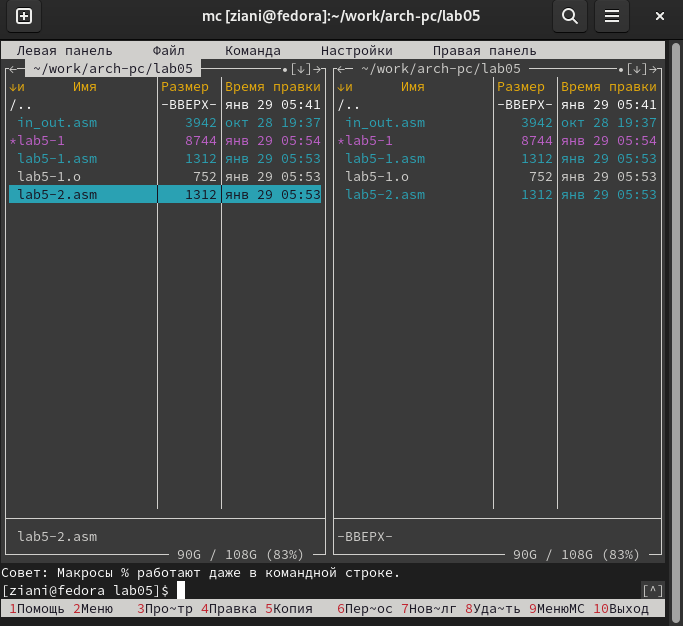 mc [ziani@fedora]:~/work/arch-pc/lab05
Левая панель Файл Команда Настройки Правая панель
~/work/arch-pc/lab05 [↓] ~/work/arch-pc/lab05 [↓]
↓и Имя Размер Время правки ↓и Имя Размер Время правки
/.. -ВВЕРХ- янв 29 05:41 /.. -ВВЕРХ- янв 29 05:41
in_out.asm 3942 окт 28 19:37 in_out.asm 3942 окт 28 19:37
*lab5-1 8744 янв 29 05:54 *lab5-1 8744 янв 29 05:54
lab5-1.asm 1312 янв 29 05:53 lab5-1.asm 1312 янв 29 05:53
lab5-1.o 752 янв 29 05:53 lab5-1.o 752 янв 29 05:53
lab5-2.asm 1312 янв 29 05:53 lab5-2.asm 1312 янв 29 05:53
lab5-2.asm -ВВЕРХ-
90G / 108G (83%) 90G / 108G (83%)
Совет: Макросы % работают даже в командной строке.
[ziani@fedora lab05]$ [^]
1Помощь 2Меню 3Про~тр 4Правка 5Копия 6Пер~ос 7Нов~лг 8Уда~ть 9МенюМС 10Выход